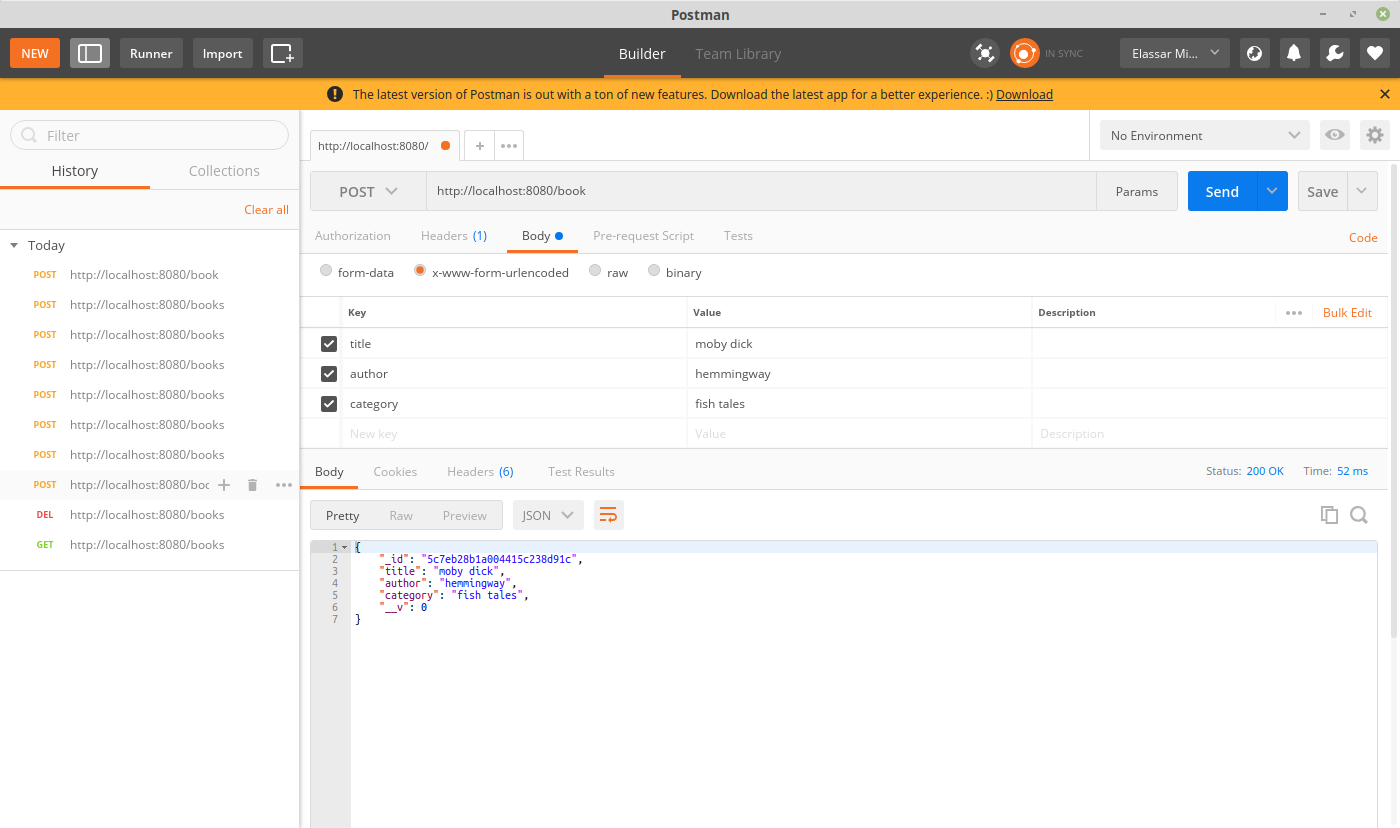 Postman
NEW Runner Import Builder Team Library IN SYNC Elassar Mi...
The latest version of Postman is out with a ton of new features. Download the latest app for a better experience. :) Download
Filter
History Collections
Clear all
Today
POST http://localhost:8080/book
POST http://localhost:8080/books
POST http://localhost:8080/books
POST http://localhost:8080/books
POST http://localhost:8080/books
POST http://localhost:8080/books
POST http://localhost:8080/books
POST http://localhost:8080/boo
DEL http://localhost:8080/books
GET http://localhost:8080/books
http://localhost:8080/
No Environment
POST http://localhost:8080/book Params Send Save
Authorization Headers (1) Body Pre-request Script Tests Code
form-data x-www-form-urlencoded raw binary
Key Value Description Bulk Edit
title moby dick
author hemmingway
category fish tales
New key Value Description
Body Cookies Headers (6) Test Results Status: 200 OK Time: 52 ms
Pretty Raw Preview JSON
1 {
2 "_id": "5c7eb28b1a004415c238d91c",
3 "title": "moby dick",
4 "author": "hemmingway",
5 "category": "fish tales",
6 "__v": 0
7 }